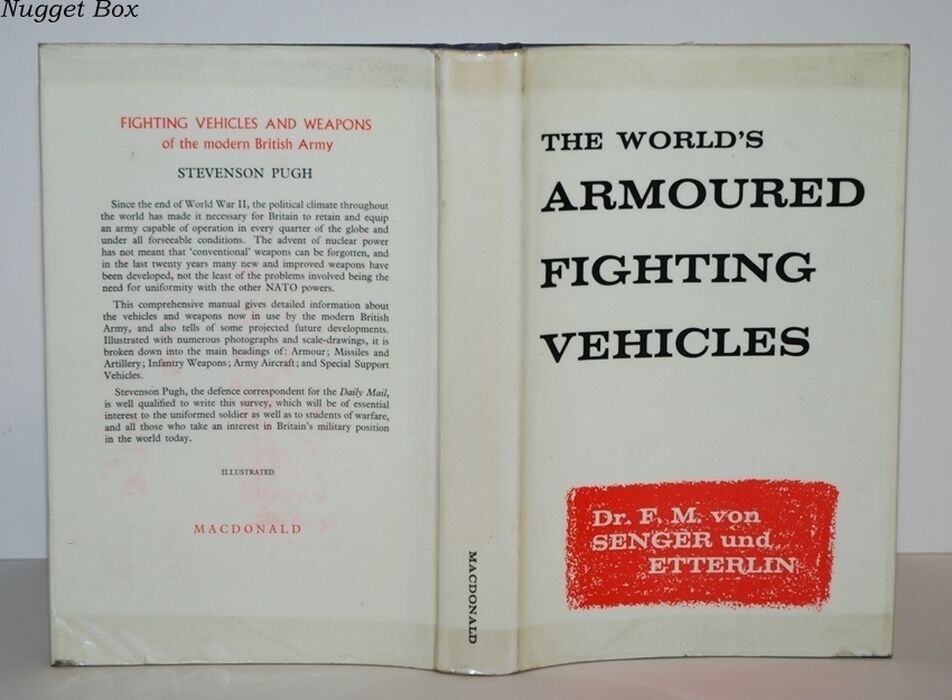 Nugget Box
FIGHTING VEHICLES AND WEAPONS
of the modern British Army
STEVENSON PUGH
Since the end of World War II, the political climate throughout
the world has made it necessary for Britain to retain and equip
an army capable of operation in every quarter of the globe and
under all forseeable conditions. The advent of nuclear power
has not meant that 'conventional' weapons can be forgotten, and
in the last twenty years many new and improved weapons have
been developed, not the least of the problems involved being the
need for uniformity with the other NATO powers.
This comprehensive manual gives detailed information about
the vehicles and weapons now in use by the modern British
Army, and also tells of some projected future developments.
Illustrated with numerous photographs and scale-drawings, it is
broken down into the main headings of: Armour; Missiles and
Artillery; Infantry Weapons; Army Aircraft; and Special Support
Vehicles.
Stevenson Pugh, the defence correspondent for the Daily Mail,
is well qualified to write this survey, which will be of essential
interest to the uniformed soldier as well as to students of warfare,
and all those who take an interest in Britain's military position
in the world today.
ILLUSTRATED
MACDONALD
MACDONALD
THE WORLD'S
ARMOURED
FIGHTING
VEHICLES
Dr. F. M. von
SENGER und
ETTERLIN